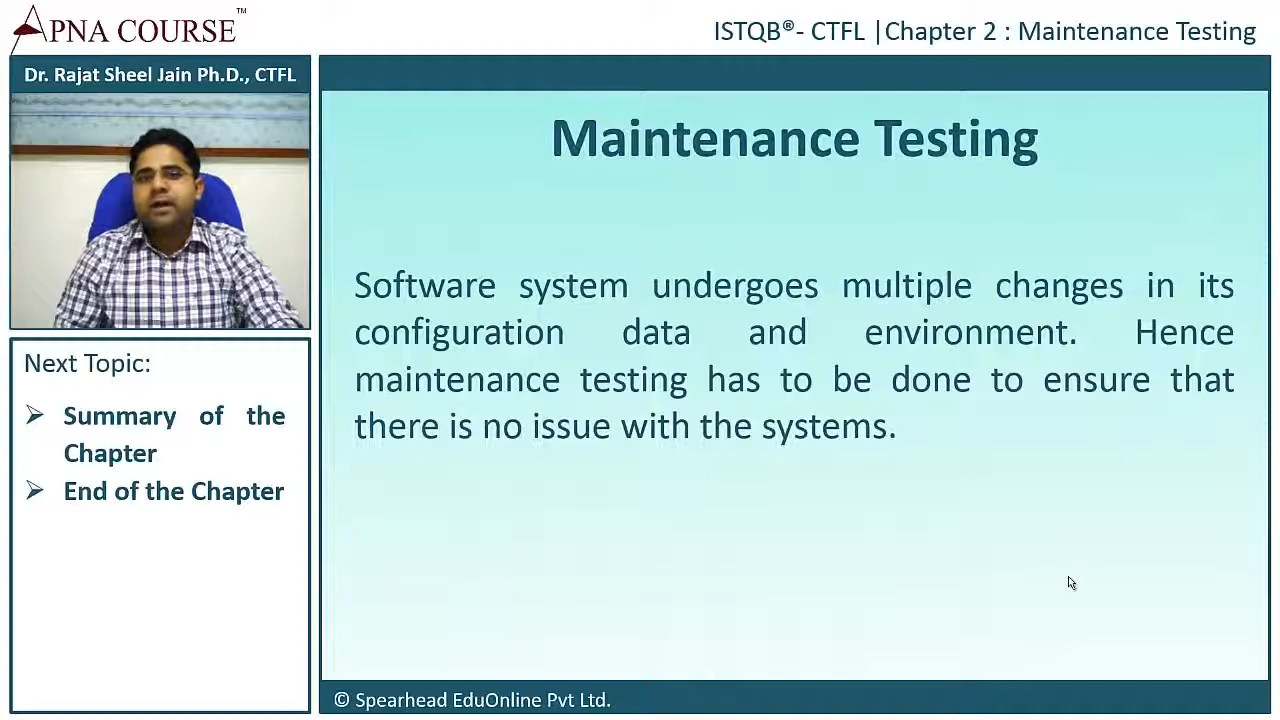 APNA COURSE™
ISTQB®- CTFL |Chapter 2 : Maintenance Testing
Dr. Rajat Sheel Jain Ph.D., CTFL
Maintenance Testing
Software system undergoes multiple changes in its
configuration data and environment. Hence
maintenance testing has to be done to ensure that
there is no issue with the systems.
Next Topic:
➢ Summary of the
Chapter
➢ End of the Chapter
© Spearhead EduOnline Pvt Ltd.